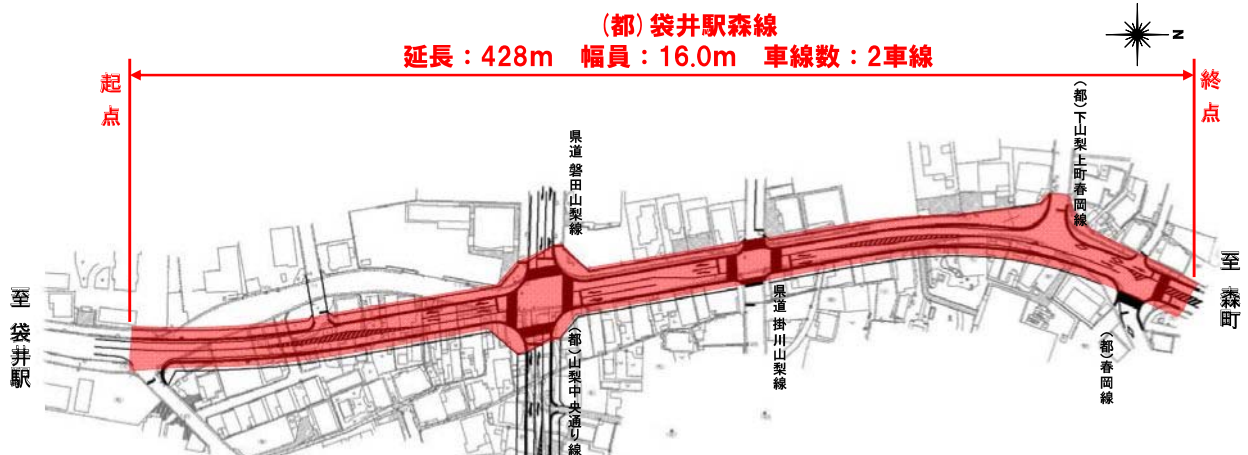 (都)袋井駅森線
延長：428m 幅員：16.0m 車線数：2車線
起点
終点
N
県道 磐田山梨線
(都)下山梨上町春岡線
至 袋井駅
至 森町
(都)山梨中央通り線
県道 掛川山梨線
(都)春岡線